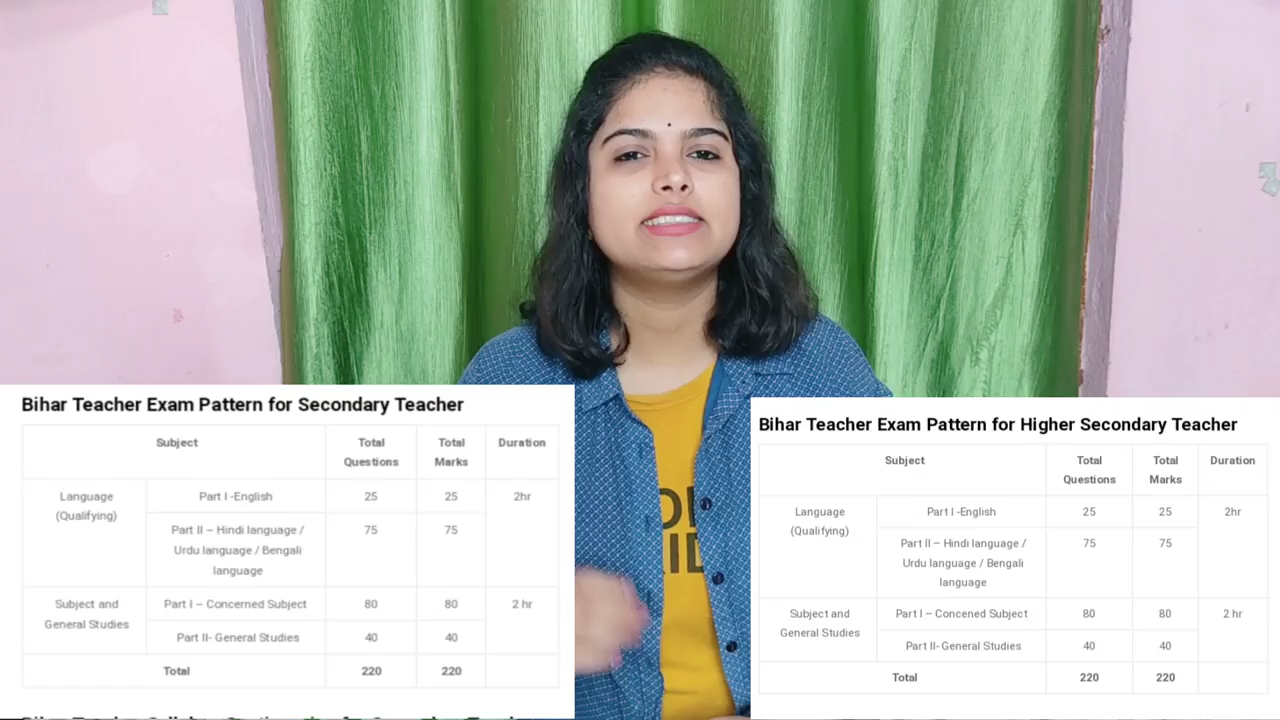 Bihar Teacher Exam Pattern for Secondary Teacher
Subject
Total
Questions
Total
Marks
Duration
Language
(Qualifying)
Part I -English
25
25
2hr
Part II – Hindi language /
Urdu language / Bengali
language
75
75
Subject and
General Studies
Part I – Concerned Subject
80
80
2 hr
Part II- General Studies
40
40
Total
220
220
Bihar Teacher Exam Pattern for Higher Secondary Teacher
Subject
Total
Questions
Total
Marks
Duration
Language
(Qualifying)
Part I -English
25
25
2hr
Part II – Hindi language /
Urdu language / Bengali
language
75
75
Subject and
General Studies
Part I – Concened Subject
80
80
2 hr
Part II- General Studies
40
40
Total
220
220